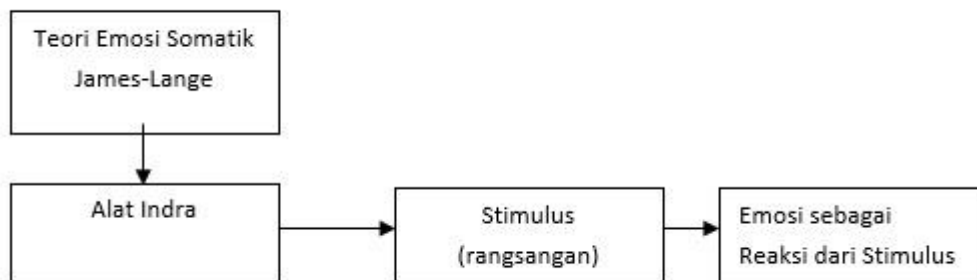 Teori Emosi Somatik
James-Lange
Alat Indra
Stimulus
(rangsangan)
Emosi sebagai
Reaksi dari Stimulus